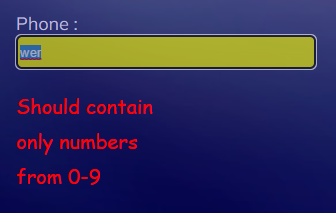 Phone :
wer
Should contain
only numbers
from 0-9